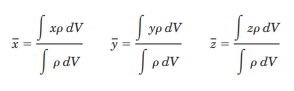 x̄ = ∫ xρ dV / ∫ ρ dV   ȳ = ∫ yρ dV / ∫ ρ dV   z̄ = ∫ zρ dV / ∫ ρ dV